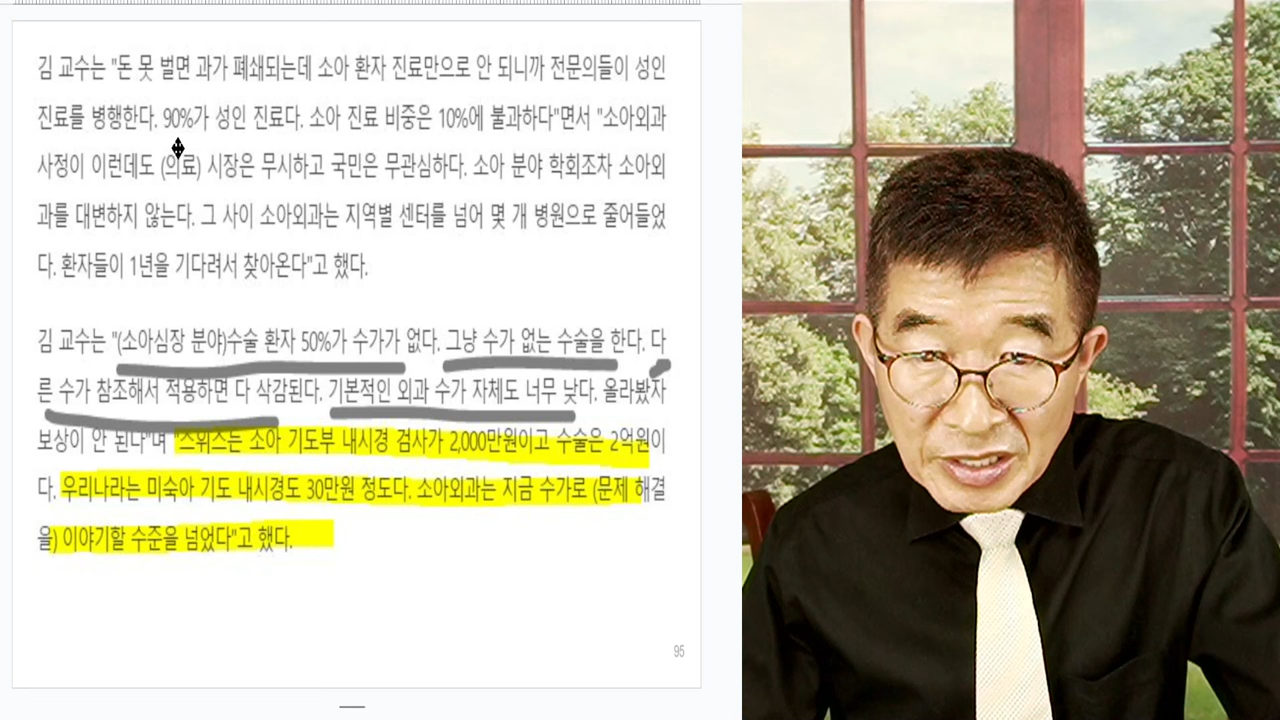 김 교수는 "돈 못 벌면 과가 폐쇄되는데 소아 환자 진료만으로 안 되니까 전문의들이 성인
진료를 병행한다. 90%가 성인 진료다. 소아 진료 비중은 10%에 불과하다"면서 "소아외과
사정이 이런데도 (의료) 시장은 무시하고 국민은 무관심하다. 소아 분야 학회조차 소아외
과를 대변하지 않는다. 그 사이 소아외과는 지역별 센터를 넘어 몇 개 병원으로 줄어들었
다. 환자들이 1년을 기다려서 찾아온다"고 했다.
김 교수는 "(소아심장 분야)수술 환자 50%가 수가가 없다. 그냥 수가 없는 수술을 한다. 다
른 수가 참조해서 적용하면 다 삭감된다. 기본적인 외과 수가 자체도 너무 낮다. 올라봤자
보상이 안 된다"며 "스위스는 소아 기도부 내시경 검사가 2,000만원이고 수술은 2억원이
다. 우리나라는 미숙아 기도 내시경도 30만원 정도다. 소아외과는 지금 수가로 (문제 해결
을) 이야기할 수준을 넘었다"고 했다.
95